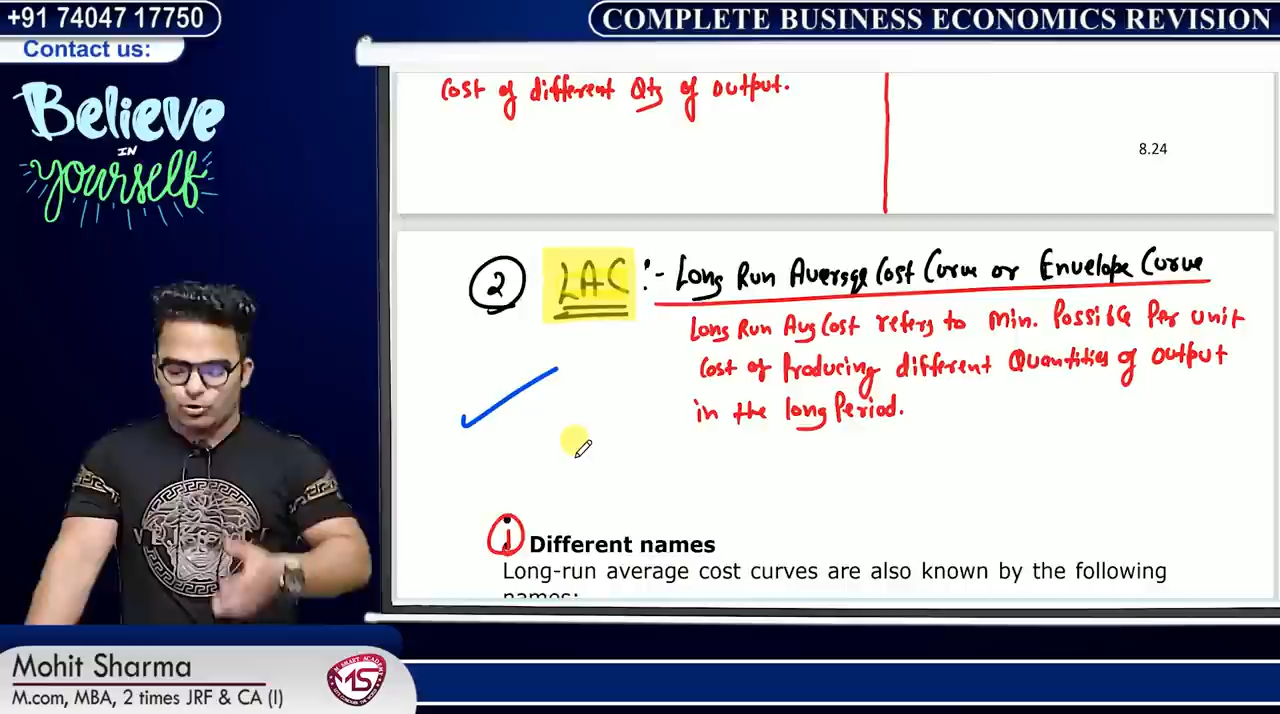 +91 74047 17750
Contact us:
COMPLETE BUSINESS ECONOMICS REVISION
Believe
IN
yourself
Cost of different Qty of output.
8.24
2 LAC :- Long Run Average Cost Curve or Envelope Curve
Long Run Avg Cost refers to Min. Possible Per unit
Cost of Producing different Quantities of output
in the long Period.
i Different names
Long-run average cost curves are also known by the following
names:
Mohit Sharma
M.com, MBA, 2 times JRF & CA (I)
MS